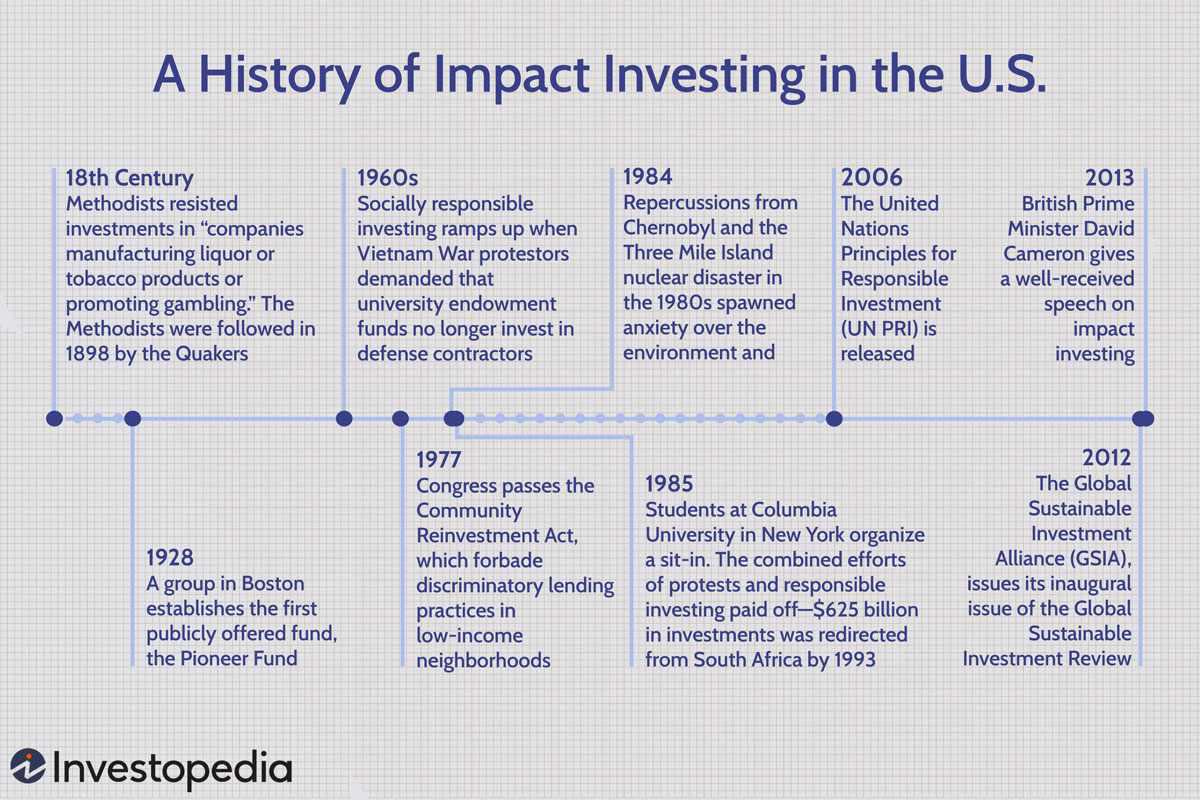 A History of Impact Investing in the U.S.
18th Century
Methodists resisted
investments in “companies
manufacturing liquor or
tobacco products or
promoting gambling.” The
Methodists were followed in
1898 by the Quakers
1960s
Socially responsible
investing ramps up when
Vietnam War protestors
demanded that
university endowment
funds no longer invest in
defense contractors
1984
Repercussions from
Chernobyl and the
Three Mile Island
nuclear disaster in
the 1980s spawned
anxiety over the
environment and
2006
The United
Nations
Principles for
Responsible
Investment
(UN PRI) is
released
2013
British Prime
Minister David
Cameron gives
a well-received
speech on
impact
investing
1928
A group in Boston
establishes the first
publicly offered fund,
the Pioneer Fund
1977
Congress passes the
Community
Reinvestment Act,
which forbade
discriminatory lending
practices in
low-income
neighborhoods
1985
Students at Columbia
University in New York organize
a sit-in. The combined efforts
of protests and responsible
investing paid off—$625 billion
in investments was redirected
from South Africa by 1993
2012
The Global
Sustainable
Investment
Alliance (GSIA),
issues its inaugural
issue of the Global
Sustainable
Investment Review
Investopedia